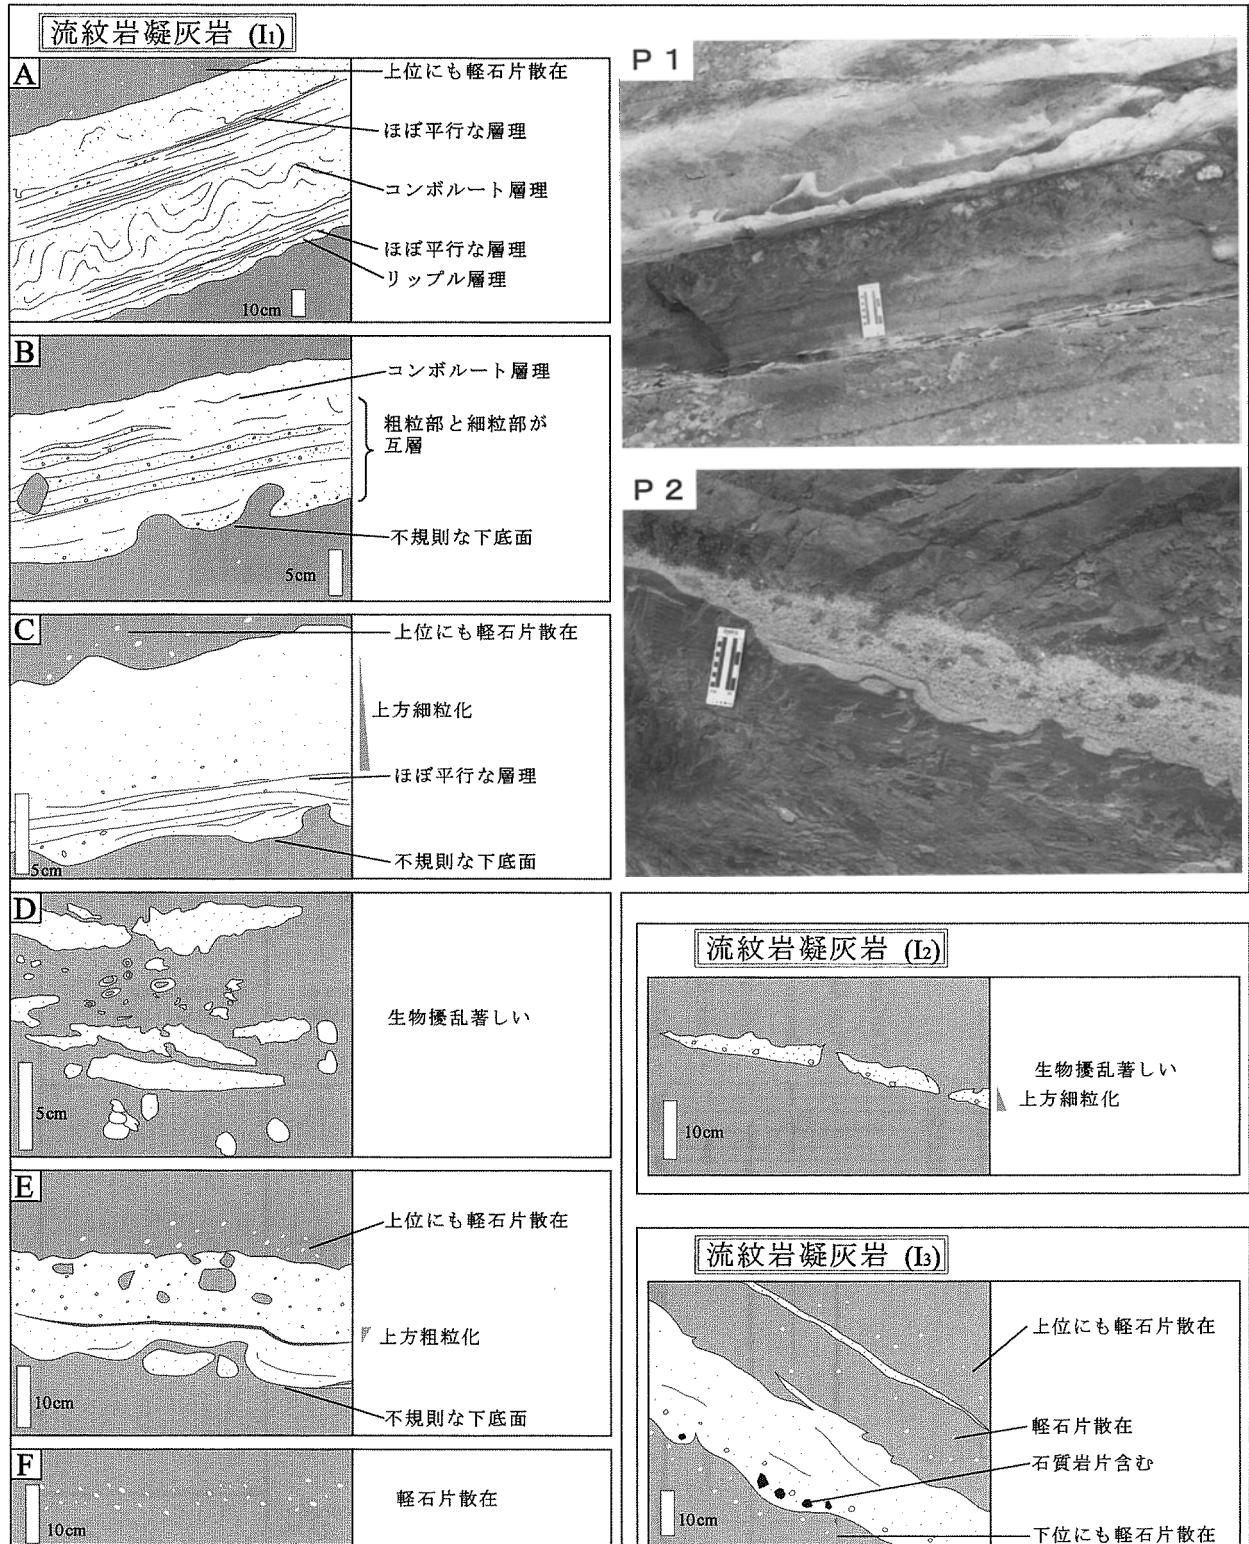 流紋岩凝灰岩 (I1)
A
上位にも軽石片散在
ほぼ平行な層理
コンボルート層理
ほぼ平行な層理
リップル層理
10cm
B
コンボルート層理
粗粒部と細粒部が
互層
不規則な下底面
5cm
C
上位にも軽石片散在
上方細粒化
ほぼ平行な層理
不規則な下底面
5cm
D
生物擾乱著しい
5cm
E
上位にも軽石片散在
上方粗粒化
不規則な下底面
10cm
F
軽石片散在
10cm
P 1
P 2
流紋岩凝灰岩 (I2)
生物擾乱著しい
上方細粒化
10cm
流紋岩凝灰岩 (I3)
上位にも軽石片散在
軽石片散在
石質岩片含む
下位にも軽石片散在
10cm